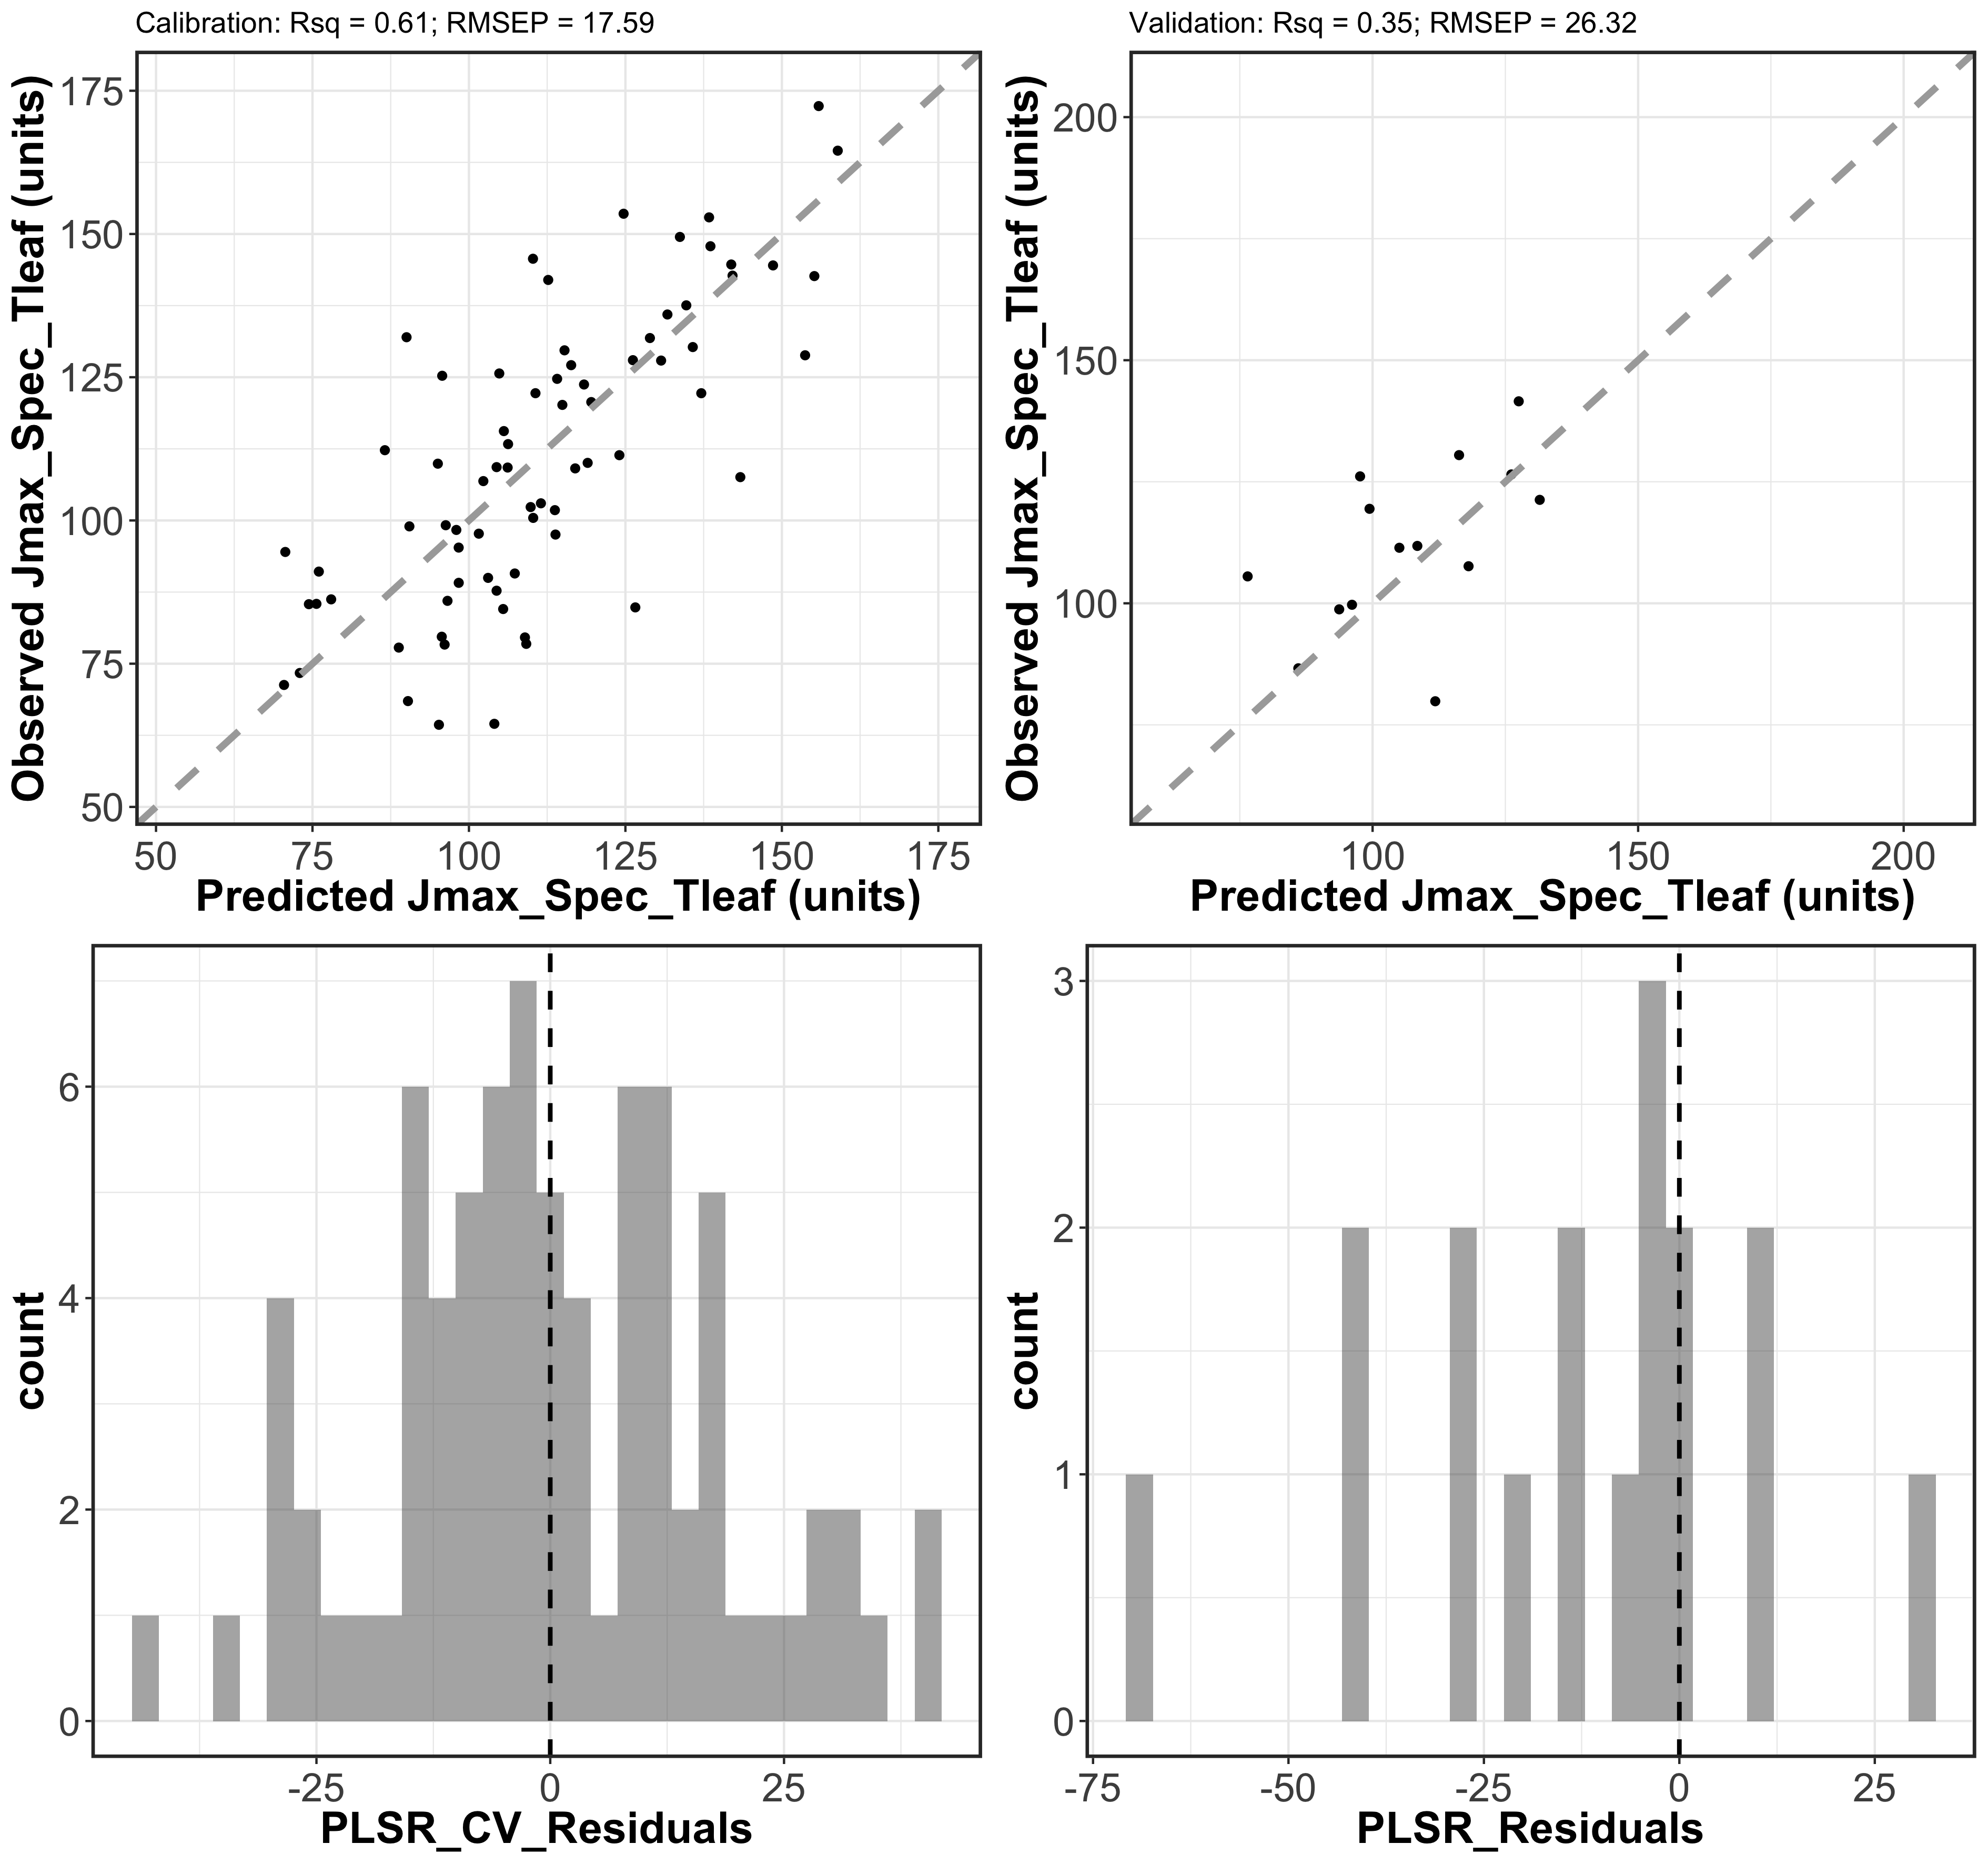 Calibration: Rsq = 0.61; RMSEP = 17.59
Observed Jmax_Spec_Tleaf (units)
175
150
125
100
75
50
50 75 100 125 150 175
Predicted Jmax_Spec_Tleaf (units)
Validation: Rsq = 0.35; RMSEP = 26.32
Observed Jmax_Spec_Tleaf (units)
200
150
100
100 150 200
Predicted Jmax_Spec_Tleaf (units)
count
6
4
2
0
-25 0 25
PLSR_CV_Residuals
count
3
2
1
0
-75 -50 -25 0 25
PLSR_Residuals